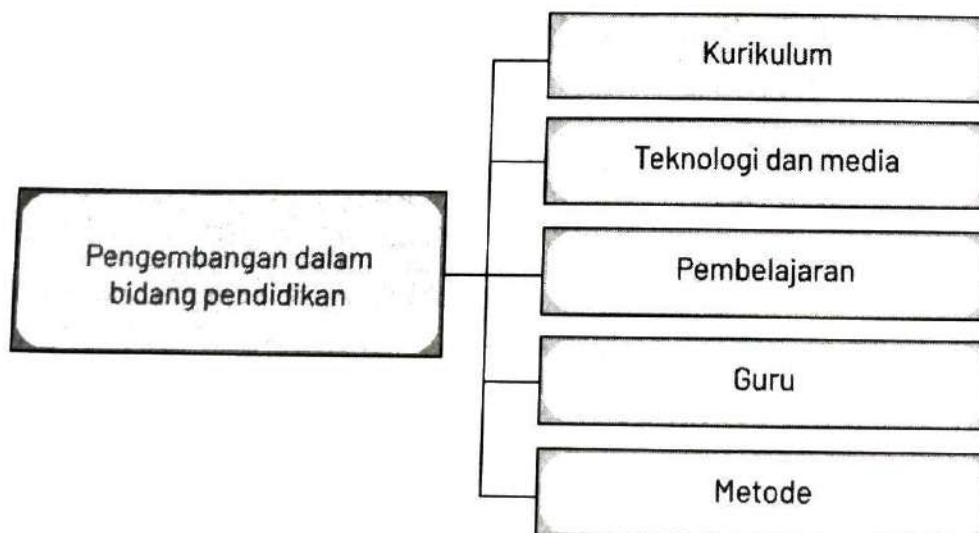 Pengembangan dalam
bidang pendidikan
Kurikulum
Teknologi dan media
Pembelajaran
Guru
Metode